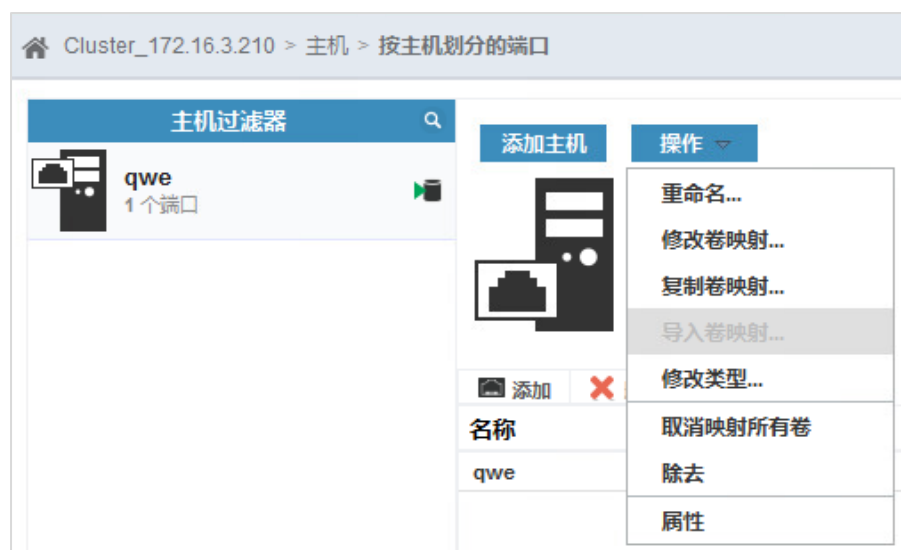 Cluster_172.16.3.210 > 主机 > 按主机划分的端口
主机过滤器
qwe
1 个端口
添加主机
操作
重命名...
修改卷映射...
复制卷映射...
导入卷映射...
修改类型...
取消映射所有卷
除去
属性
添加
名称
qwe